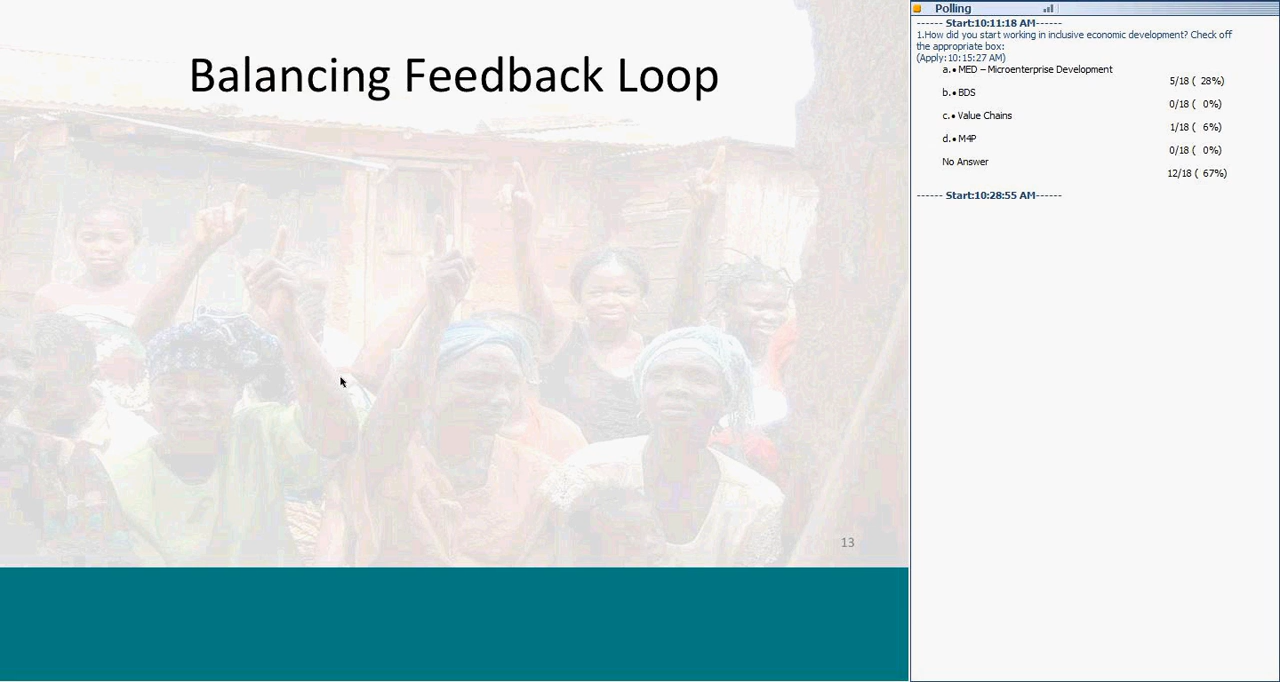 Balancing Feedback Loop
13
Polling
------ Start:10:11:18 AM------
1.How did you start working in inclusive economic development? Check off
the appropriate box:
(Apply:10:15:27 AM)
a.• MED – Microenterprise Development
5/18 ( 28%)
b.• BDS
0/18 ( 0%)
c.• Value Chains
1/18 ( 6%)
d.• M4P
0/18 ( 0%)
No Answer
12/18 ( 67%)
------ Start:10:28:55 AM------